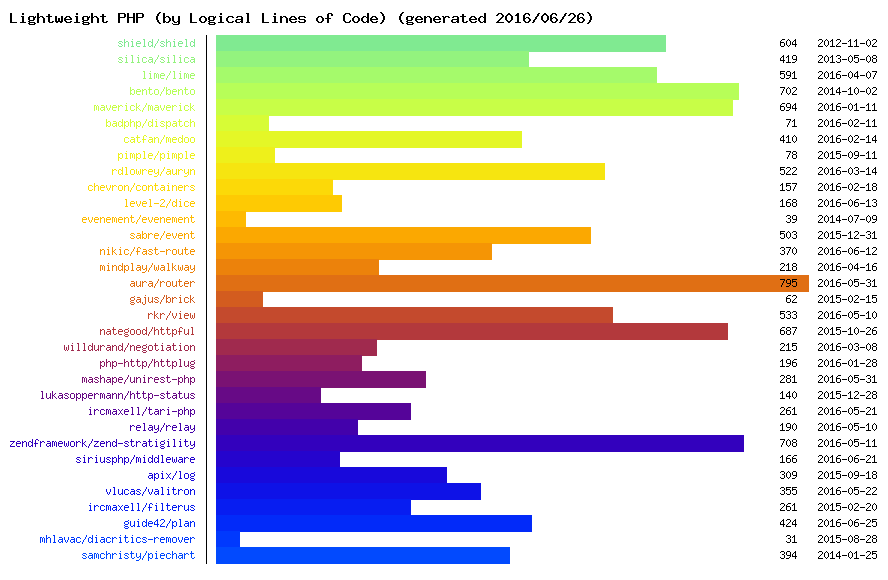 Lightweight PHP (by Logical Lines of Code) (generated 2016/06/26)
shield/shield 604 2012-11-02
silica/silica 419 2013-05-08
lime/lime 591 2016-04-07
bento/bento 702 2014-10-02
maverick/maverick 694 2016-01-11
badphp/dispatch 71 2016-02-11
catfan/medoo 410 2016-02-14
pimple/pimple 78 2015-09-11
rdlowrey/auryn 522 2016-03-14
chevron/containers 157 2016-02-18
level-2/dice 168 2016-06-13
evenement/evenement 39 2014-07-09
sabre/event 503 2015-12-31
nikic/fast-route 370 2016-06-12
mindplay/walkway 218 2016-04-16
aura/router 795 2016-05-31
gajus/brick 62 2015-02-15
rkr/view 533 2016-05-10
nategood/httpful 687 2015-10-26
willdurand/negotiation 215 2016-03-08
php-http/httplug 196 2016-01-28
mashape/unirest-php 281 2016-05-31
lukasoppermann/http-status 140 2015-12-28
ircmaxell/tari-php 261 2016-05-21
relay/relay 190 2016-05-10
zendframework/zend-stratigility 708 2016-05-11
siriusphp/middleware 166 2016-06-21
apix/log 309 2015-09-18
vlucas/valitron 355 2016-05-22
ircmaxell/filterus 261 2015-02-20
guide42/plan 424 2016-06-25
mhlavac/diacritics-remover 31 2015-08-28
samchristy/piechart 394 2014-01-25